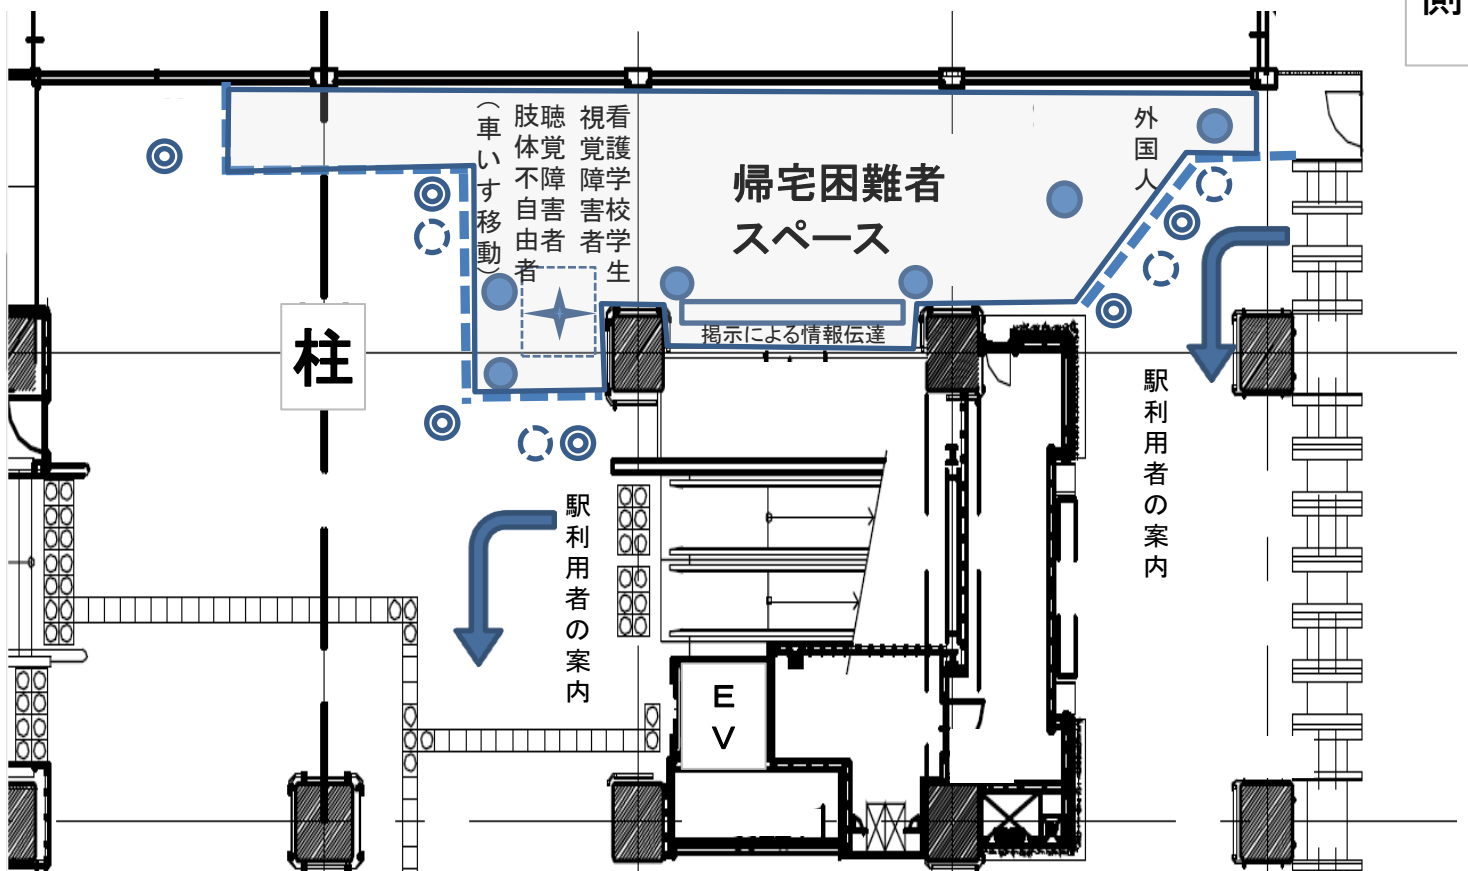 側
看護学校学生
視覚障害者
聴覚障害者
肢体不自由者
（車いす移動）
外国人
帰宅困難者
スペース
掲示による情報伝達
柱
駅利用者の案内
駅利用者の案内
EV